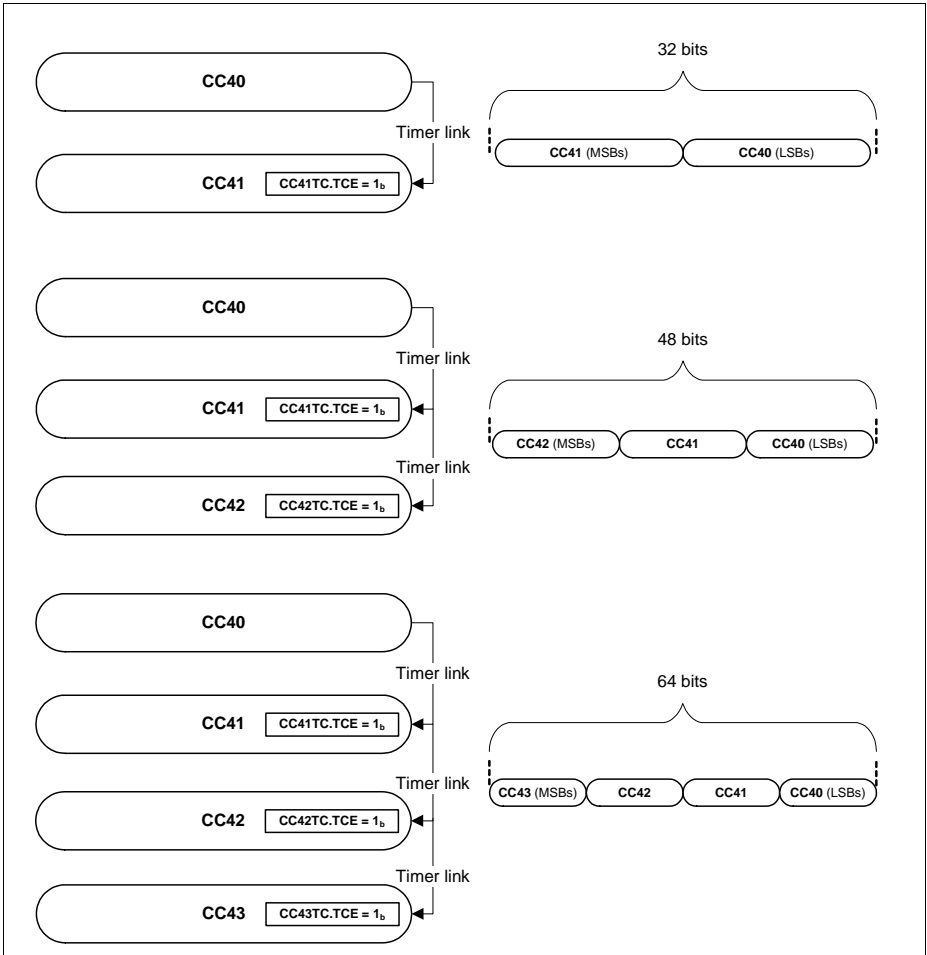 CC40
32 bits
Timer link
CC41 CC41TC.TCE = 1b
CC41 (MSBs) CC40 (LSBs)
CC40
48 bits
Timer link
CC41 CC41TC.TCE = 1b
CC42 (MSBs) CC41 CC40 (LSBs)
Timer link
CC42 CC42TC.TCE = 1b
CC40
Timer link
64 bits
CC41 CC41TC.TCE = 1b
Timer link
CC43 (MSBs) CC42 CC41 CC40 (LSBs)
CC42 CC42TC.TCE = 1b
Timer link
CC43 CC43TC.TCE = 1b